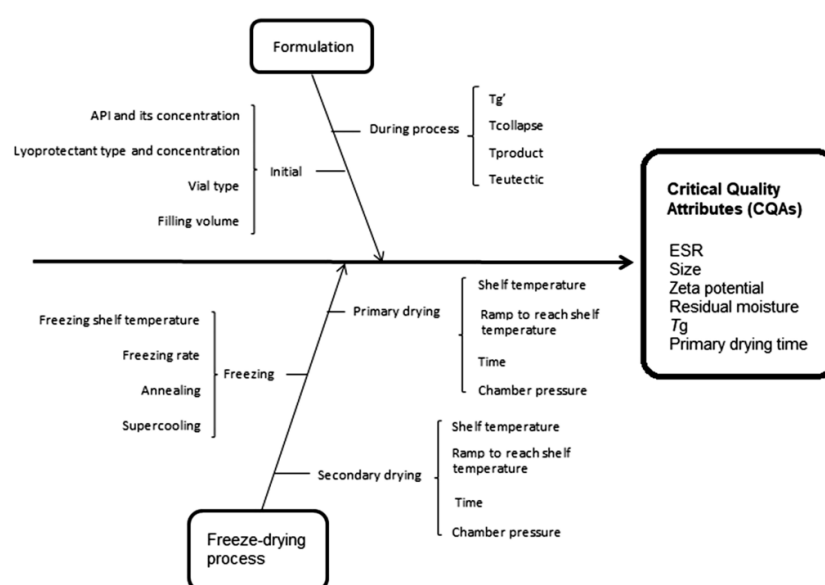 Formulation
API and its concentration
Lyoprotectant type and concentration
Vial type
Filling volume
Initial
During process
Tg'
Tcollapse
Tproduct
Teutectic
Critical Quality
Attributes (CQAs)
ESR
Size
Zeta potential
Residual moisture
Tg
Primary drying time
Freezing shelf temperature
Freezing rate
Annealing
Supercooling
Freezing
Primary drying
Shelf temperature
Ramp to reach shelf
temperature
Time
Chamber pressure
Secondary drying
Shelf temperature
Ramp to reach shelf
temperature
Time
Chamber pressure
Freeze-drying
process